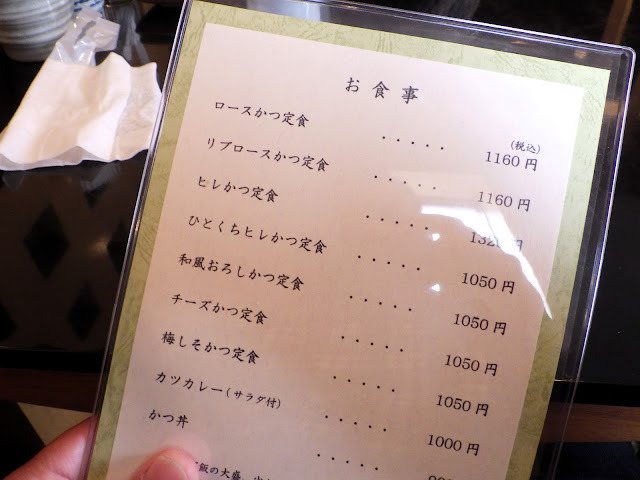 お食事
(税込)
ロースかつ定食 ・・・・・ 1160円
リブロースかつ定食 ・・・・・ 1160円
ヒレかつ定食 ・・・・・ 円
ひとくちヒレかつ定食 ・・・・・ 1050円
和風おろしかつ定食 ・・・・・ 1050円
チーズかつ定食 ・・・・・ 1050円
梅しそかつ定食 ・・・・・ 1050円
カツカレー(サラダ付) ・・・・・ 1000円
かつ丼 ・・・・・
飯の大盛、